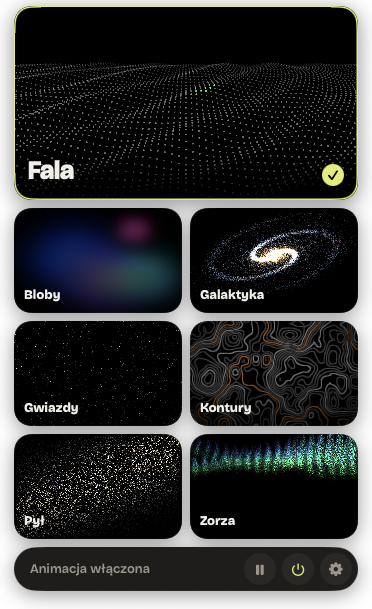 Fala
Bloby
Galaktyka
Gwiazdy
Kontury
Pył
Zorza
Animacja włączona